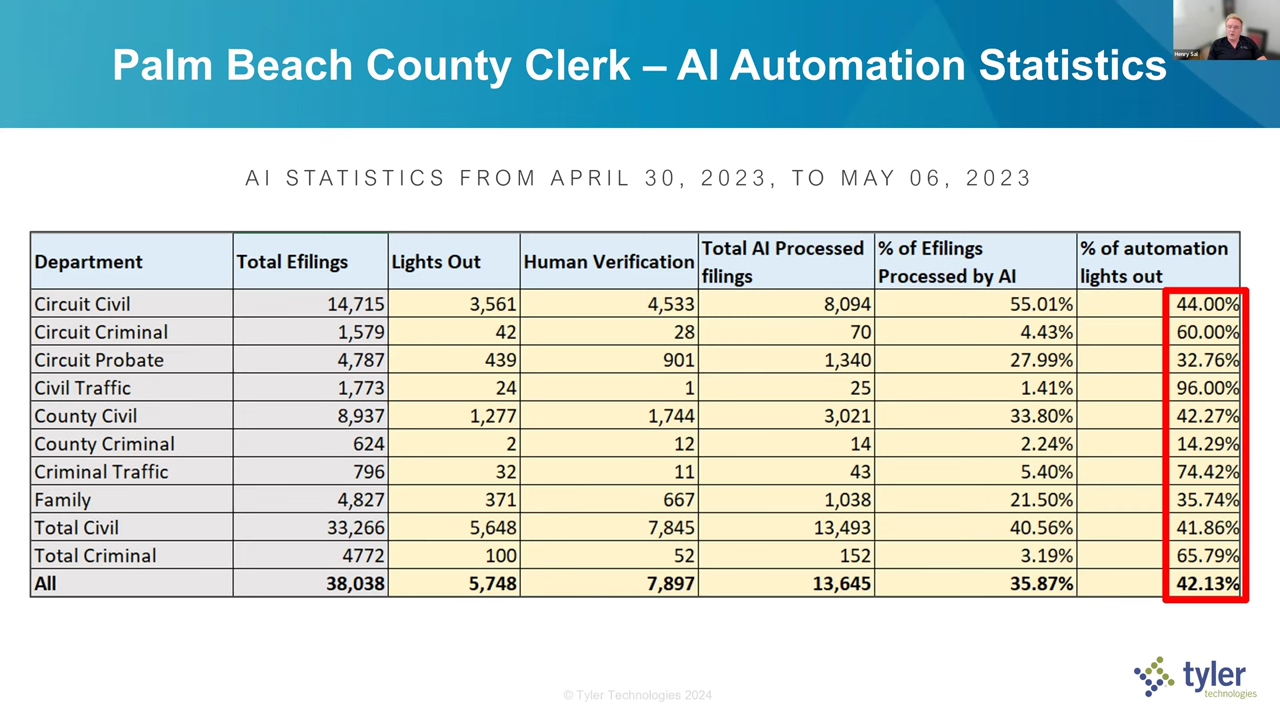 Palm Beach County Clerk – AI Automation Statistics
Henry Sal
AI STATISTICS FROM APRIL 30, 2023, TO MAY 06, 2023
Department Total Efilings Lights Out Human Verification Total AI Processed filings % of Efilings Processed by AI % of automation lights out
Circuit Civil 14,715 3,561 4,533 8,094 55.01% 44.00%
Circuit Criminal 1,579 42 28 70 4.43% 60.00%
Circuit Probate 4,787 439 901 1,340 27.99% 32.76%
Civil Traffic 1,773 24 1 25 1.41% 96.00%
County Civil 8,937 1,277 1,744 3,021 33.80% 42.27%
County Criminal 624 2 12 14 2.24% 14.29%
Criminal Traffic 796 32 11 43 5.40% 74.42%
Family 4,827 371 667 1,038 21.50% 35.74%
Total Civil 33,266 5,648 7,845 13,493 40.56% 41.86%
Total Criminal 4772 100 52 152 3.19% 65.79%
All 38,038 5,748 7,897 13,645 35.87% 42.13%
tyler
technologies
© Tyler Technologies 2024